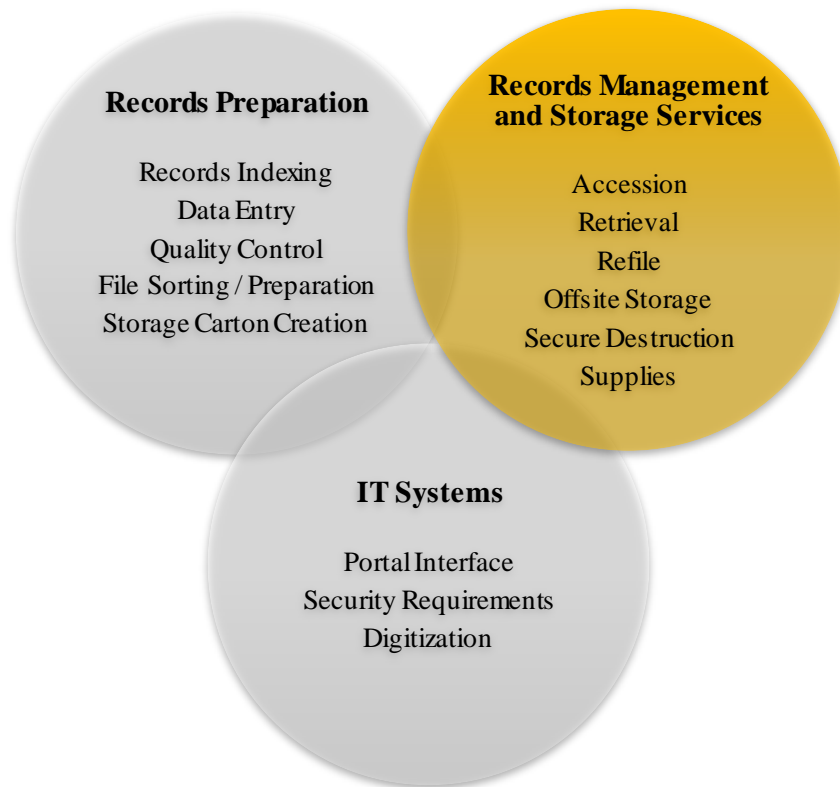 Records Preparation
Records Indexing
Data Entry
Quality Control
File Sorting / Preparation
Storage Carton Creation
Records Management
and Storage Services
Accession
Retrieval
Refile
Offsite Storage
Secure Destruction
Supplies
IT Systems
Portal Interface
Security Requirements
Digitization